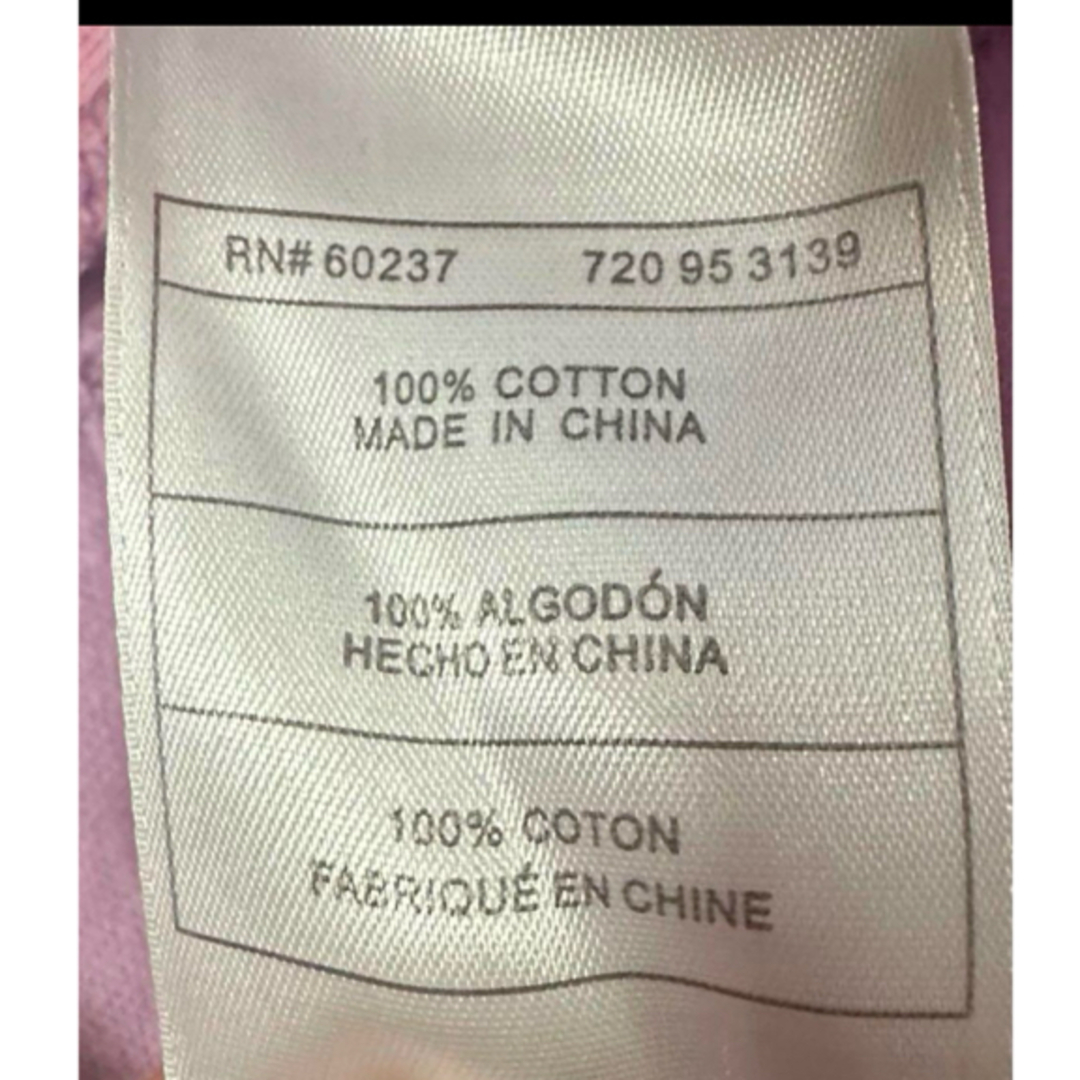 RN# 60237 720 95 3139
100% COTTON
MADE IN CHINA
100% ALGODÓN
HECHO EN CHINA
100% COTON
FABRIQUÉ EN CHINE